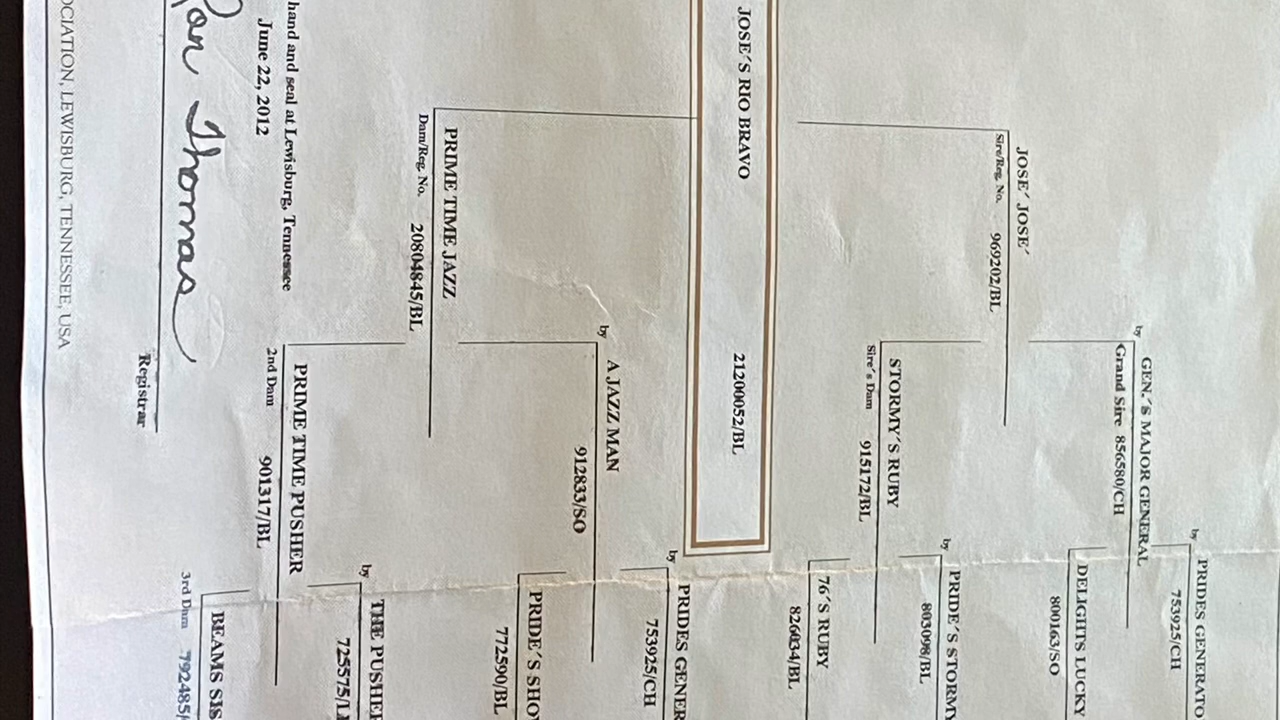 PRIDES GENERATO
by
753925/CH
GEN.´S MAJOR GENERAL
by
Grand Sire 856580/CH
DELIGHTS LUCKY
800163/SO
JOSE´ JOSE´
Sire/Reg. No. 969202/BL
PRIDE´S STORMY
by
803098/BL
STORMY´S RUBY
Sire´s Dam 915172/BL
76´S RUBY
826034/BL
JOSE´S RIO BRAVO 21200052/BL
PRIDES GENER
by
753925/CH
A JAZZ MAN
by
912833/SO
PRIDE´S SHO
772590/BL
PRIME TIME JAZZ
Dam/Reg. No. 20804845/BL
THE PUSHER
by
725575/
PRIME TIME PUSHER
2nd Dam 901317/BL
BEAMS SIS
3rd Dam 792485/
hand and seal at Lewisburg, Tennessee
June 22, 2012
Ron Thomas
Registrar
OCIATION, LEWISBURG, TENNESSEE, USA